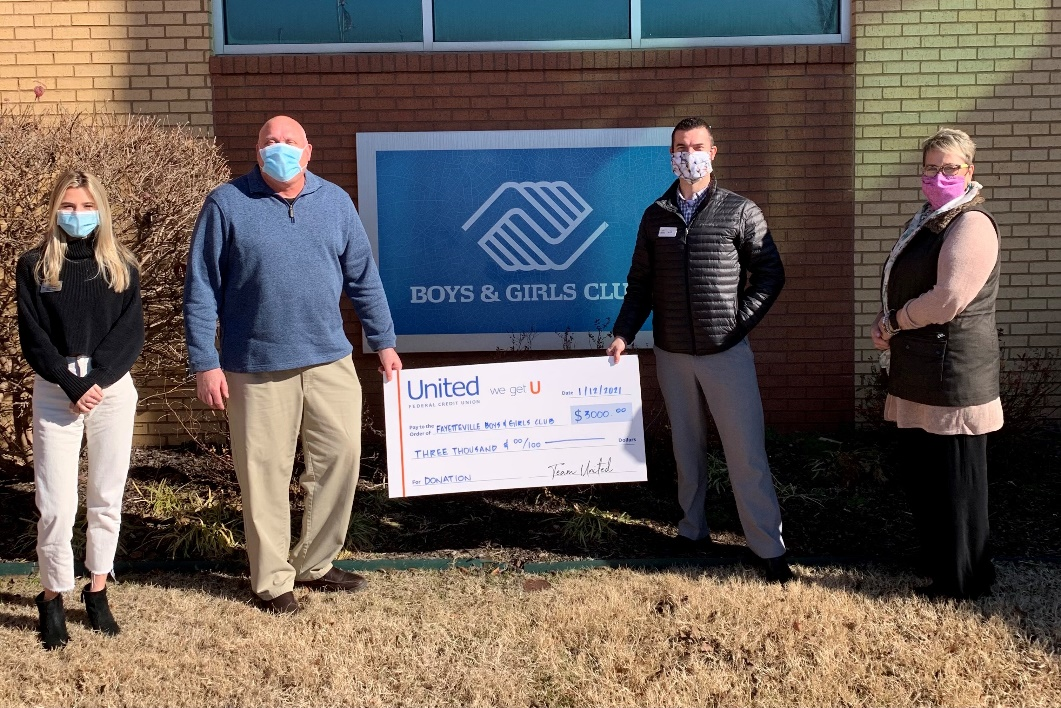 BOYS & GIRLS CLU
United we get U
FEDERAL CREDIT UNION
Date 1/12/2021
Pay to the
Order of FAYETTEVILLE BOYS & GIRLS CLUB $3000.00
THREE THOUSAND & 00/100 Dollars
For DONATION Team United